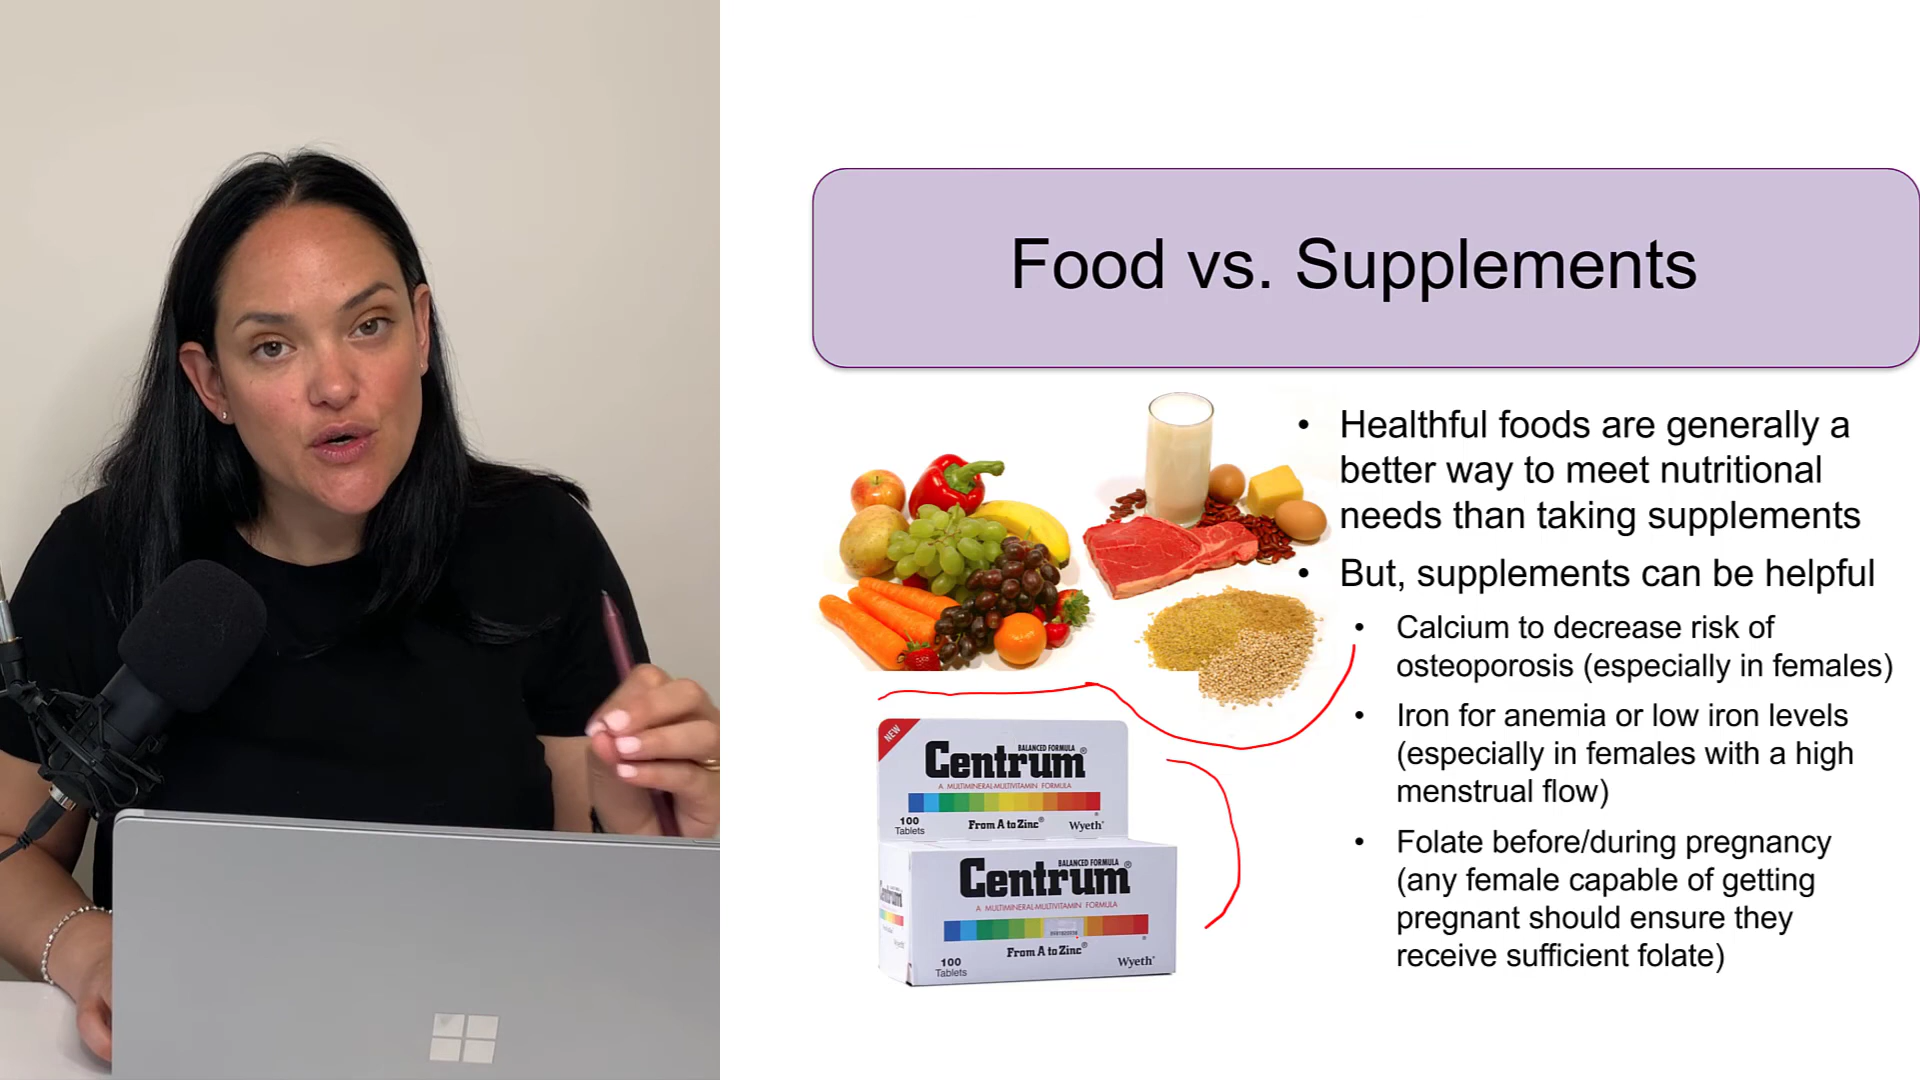 Food vs. Supplements
• Healthful foods are generally a
better way to meet nutritional
needs than taking supplements
• But, supplements can be helpful
• Calcium to decrease risk of
osteoporosis (especially in females)
• Iron for anemia or low iron levels
(especially in females with a high
menstrual flow)
• Folate before/during pregnancy
(any female capable of getting
pregnant should ensure they
receive sufficient folate)
NEW
BALANCED FORMULA
Centrum®
A MULTIMINERAL-MULTIVITAMIN FORMULA
100
Tablets
From A to Zinc®
Wyeth®
BALANCED FORMULA
Centrum®
A MULTIMINERAL-MULTIVITAMIN FORMULA
From A to Zinc®
100
Tablets
Wyeth®